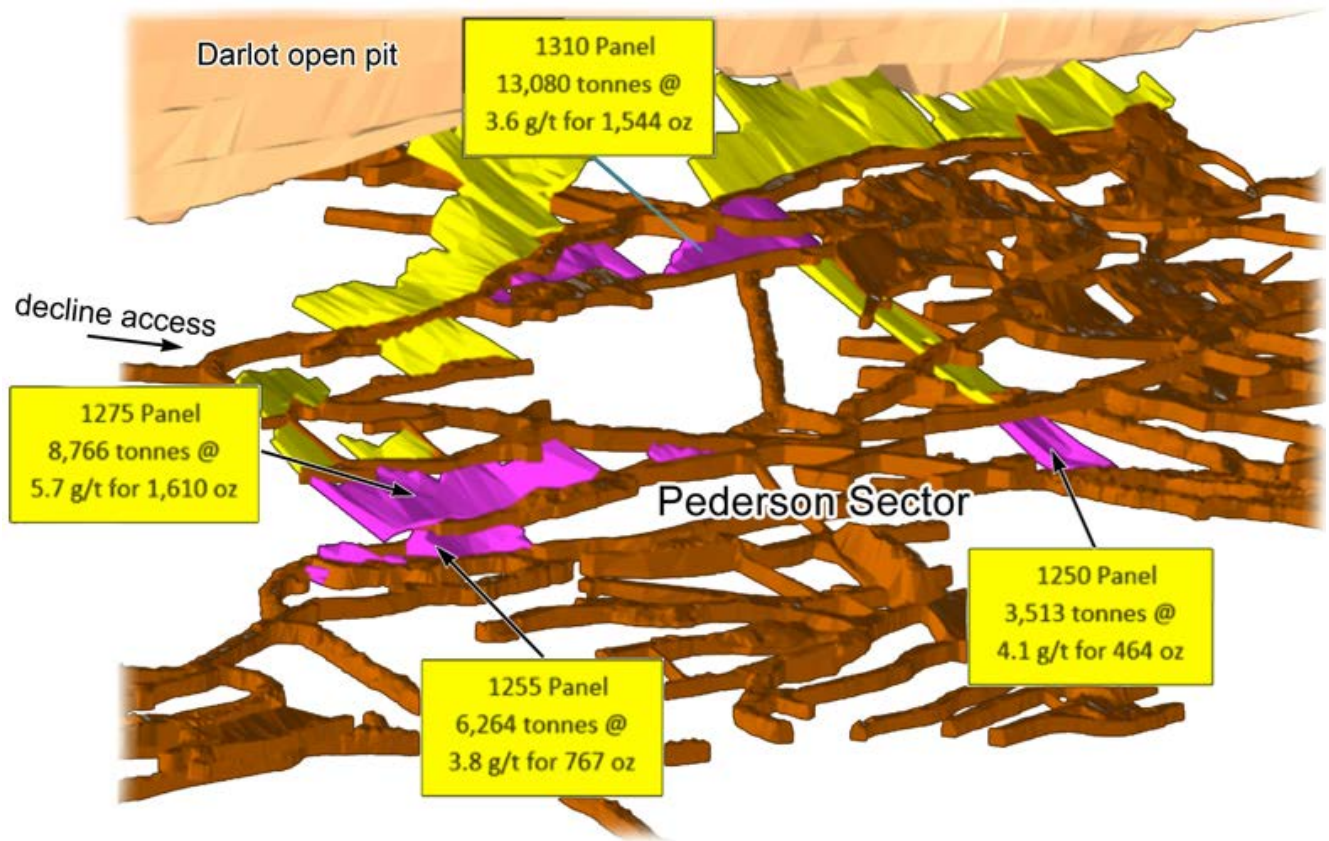 Darlot open pit
1310 Panel
13,080 tonnes @
3.6 g/t for 1,544 oz
decline access
1275 Panel
8,766 tonnes @
5.7 g/t for 1,610 oz
Pederson Sector
1250 Panel
3,513 tonnes @
4.1 g/t for 464 oz
1255 Panel
6,264 tonnes @
3.8 g/t for 767 oz